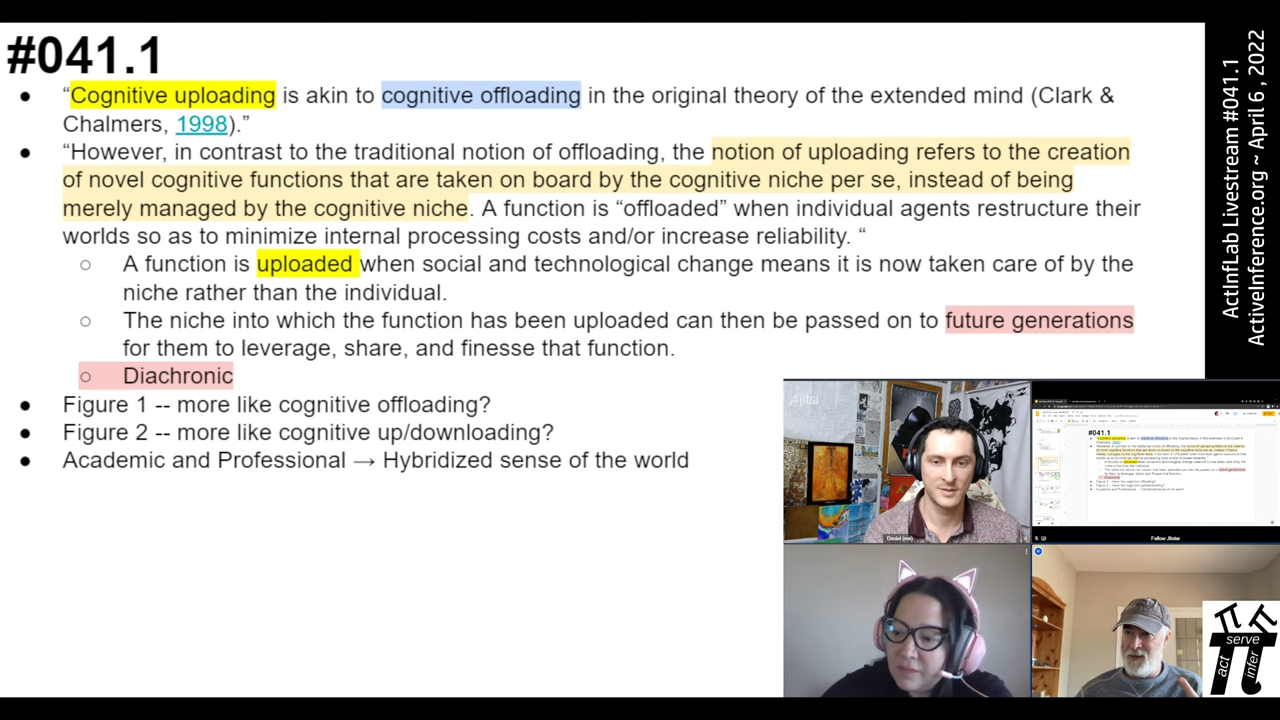 #041.1
● “Cognitive uploading is akin to cognitive offloading in the original theory of the extended mind (Clark &
Chalmers, 1998).”
● “However, in contrast to the traditional notion of offloading, the notion of uploading refers to the creation
of novel cognitive functions that are taken on board by the cognitive niche per se, instead of being
merely managed by the cognitive niche. A function is “offloaded” when individual agents restructure their
worlds so as to minimize internal processing costs and/or increase reliability. “
○ A function is uploaded when social and technological change means it is now taken care of by the
niche rather than the individual.
○ The niche into which the function has been uploaded can then be passed on to future generations
for them to leverage, share, and finesse that function.
○ Diachronic
● Figure 1 -- more like cognitive offloading?
● Figure 2 -- more like cognitive up/downloading?
● Academic and Professional → Hybridized sense of the world
ActInfLab Livestream #041.1
ActiveInference.org ~ April 6, 2022
Jitsi
Daniel (me)
#041.1
Fellow Jitster
serve
act
infer